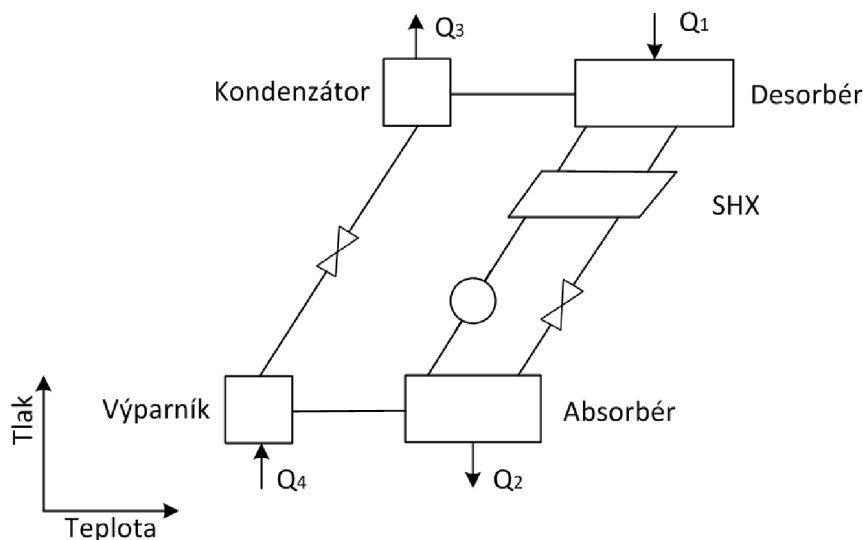 Q3
Q1
Kondenzátor
Desorbér
SHX
Výparník
Absorbér
Tlak
Q4
Q2
Teplota